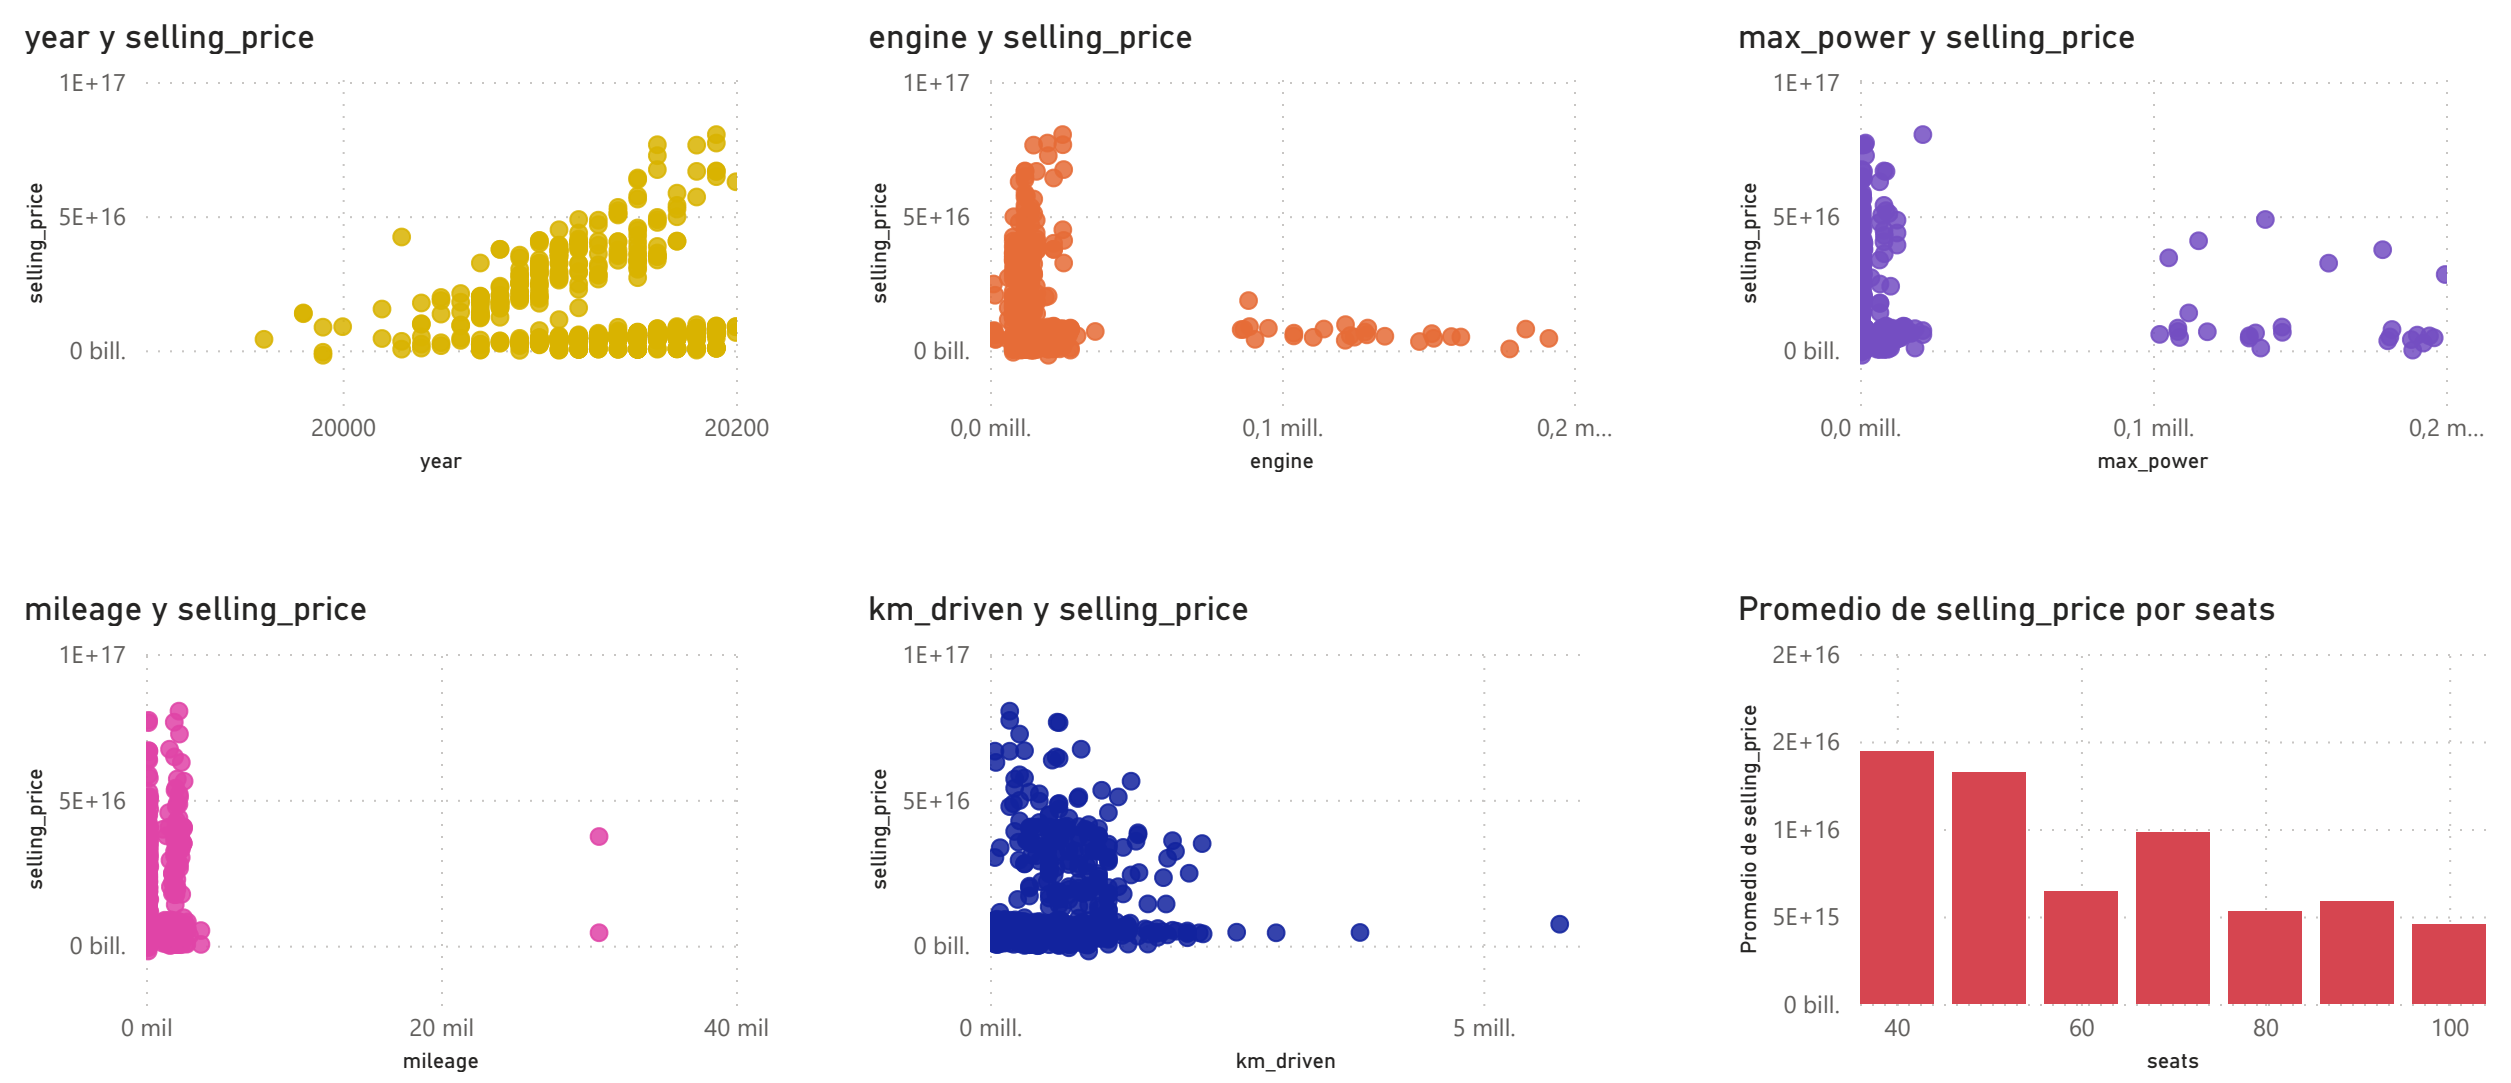 year y selling_price
1E+17
5E+16
0 bill.
selling_price
20000
20200
year
engine y selling_price
1E+17
5E+16
0 bill.
selling_price
0,0 mill.
0,1 mill.
0,2 m...
engine
max_power y selling_price
1E+17
5E+16
0 bill.
selling_price
0,0 mill.
0,1 mill.
0,2 m...
max_power
mileage y selling_price
1E+17
5E+16
0 bill.
selling_price
0 mil
20 mil
40 mil
mileage
km_driven y selling_price
1E+17
5E+16
0 bill.
selling_price
0 mill.
5 mill.
km_driven
Promedio de selling_price por seats
2E+16
2E+16
1E+16
5E+15
0 bill.
Promedio de selling_price
40
60
80
100
seats